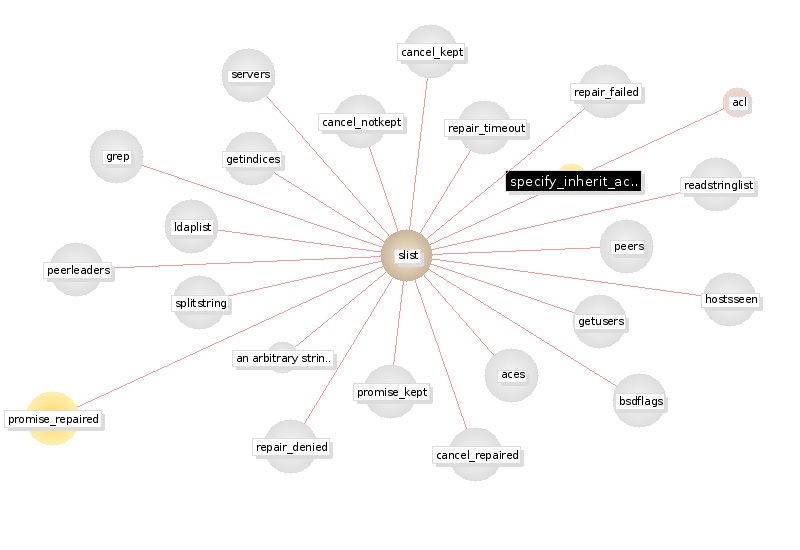 cancel_kept
servers
repair_failed
acl
cancel_notkept
repair_timeout
grep
getindices
specify_inherit_ac..
readstringlist
ldaplist
peers
slist
peerleaders
splitstring
hostsseen
getusers
an arbitrary strin..
aces
promise_kept
bsdflags
promise_repaired
repair_denied
cancel_repaired